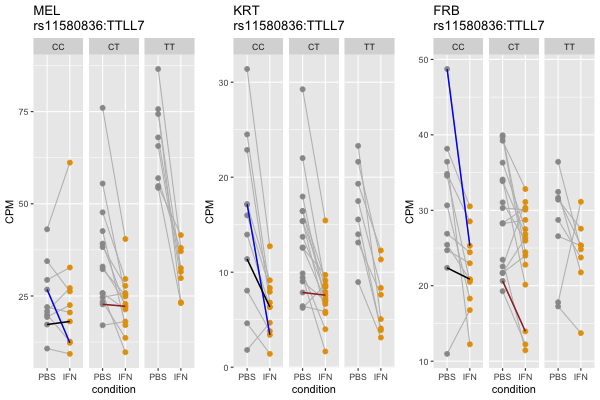 MEL
rs11580836:TTLL7
CC CT TT
75
50
25
CPM
PBS IFN PBS IFN PBS IFN
condition
KRT
rs11580836:TTLL7
CC CT TT
30
20
10
0
CPM
PBS IFN PBS IFN PBS IFN
condition
FRB
rs11580836:TTLL7
CC CT TT
50
40
30
20
10
CPM
PBS IFN PBS IFN PBS IFN
condition